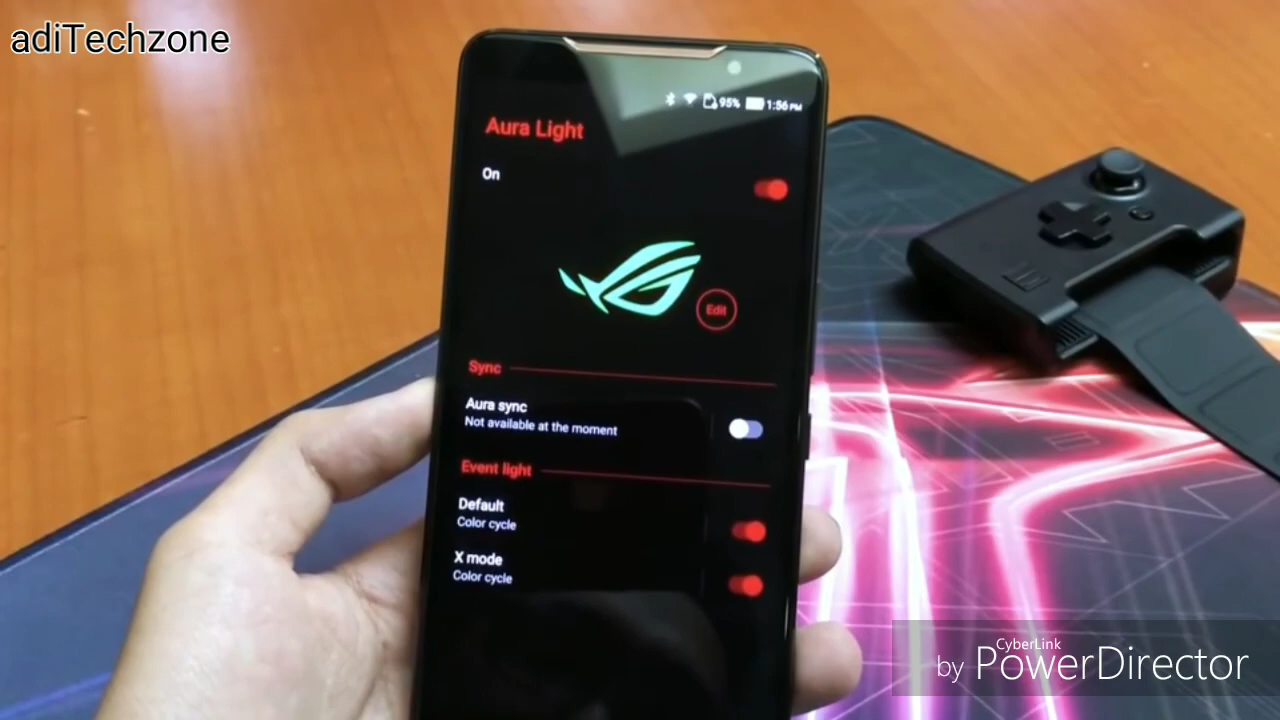 adiTechzone
95% 1:56 PM
Aura Light
On
Edit
Sync
Aura sync
Not available at the moment
Event light
Default
Color cycle
X mode
Color cycle
CyberLink
by PowerDirector